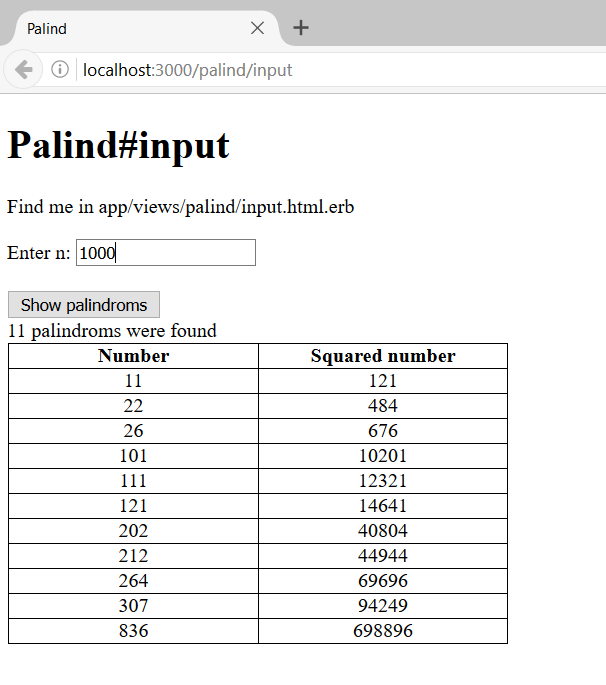 Palind
localhost:3000/palind/input
Palind#input
Find me in app/views/palind/input.html.erb
Enter n: 1000
Show palindroms
11 palindroms were found
Number Squared number
11 121
22 484
26 676
101 10201
111 12321
121 14641
202 40804
212 44944
264 69696
307 94249
836 698896